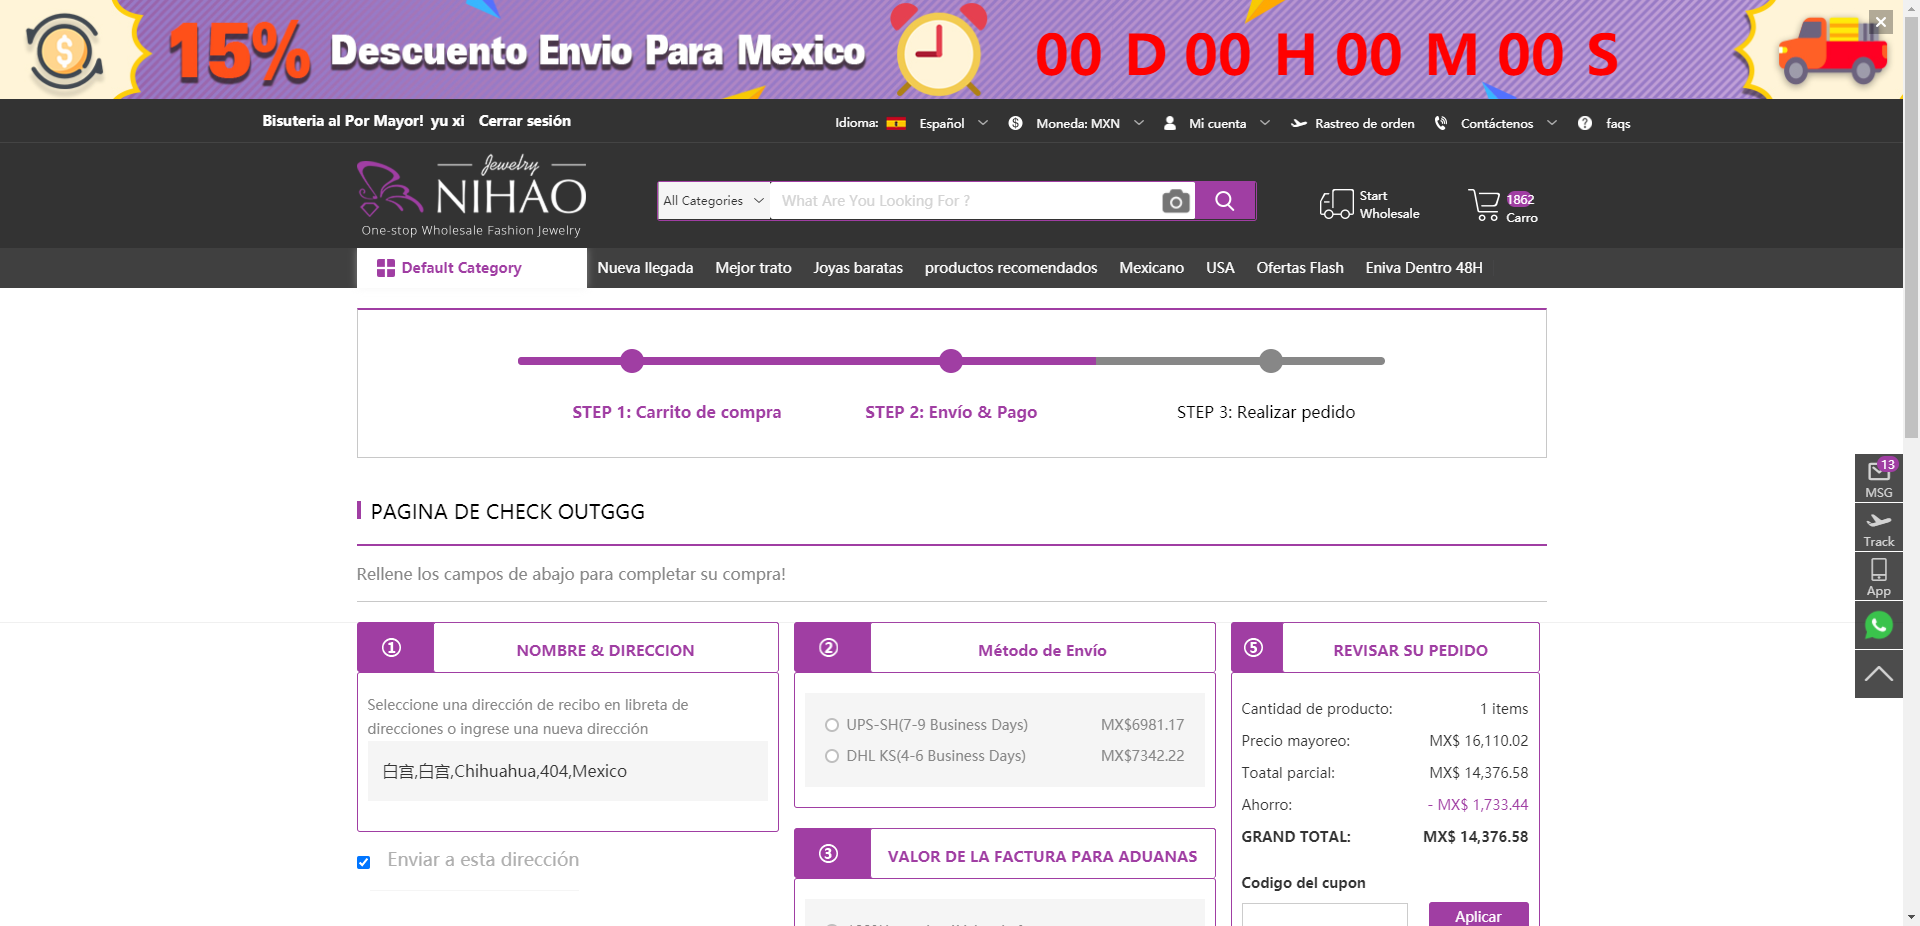 15% Descuento Envio Para Mexico 00 D 00 H 00 M 00 S
Bisuteria al Por Mayor! yu xi Cerrar sesión
Idioma: Español Moneda: MXN Mi cuenta Rastreo de orden Contáctenos faqs
Jewelry
NIHAO
One-stop Wholesale Fashion Jewelry
All Categories What Are You Looking For ?
Start
Wholesale
1862
Carro
Default Category Nueva llegada Mejor trato Joyas baratas productos recomendados Mexicano USA Ofertas Flash Eniva Dentro 48H
STEP 1: Carrito de compra STEP 2: Envío & Pago STEP 3: Realizar pedido
PAGINA DE CHECK OUTGGG
Rellene los campos de abajo para completar su compra!
① NOMBRE & DIRECCION
Seleccione una dirección de recibo en libreta de
direcciones o ingrese una nueva dirección
白宫,白宫,Chihuahua,404,Mexico
Enviar a esta dirección
② Método de Envío
UPS-SH(7-9 Business Days) MX$6981.17
DHL KS(4-6 Business Days) MX$7342.22
③ VALOR DE LA FACTURA PARA ADUANAS
⑤ REVISAR SU PEDIDO
Cantidad de producto: 1 items
Precio mayoreo: MX$ 16,110.02
Toatal parcial: MX$ 14,376.58
Ahorro: - MX$ 1,733.44
GRAND TOTAL: MX$ 14,376.58
Codigo del cupon
Aplicar
13
MSG
Track
App